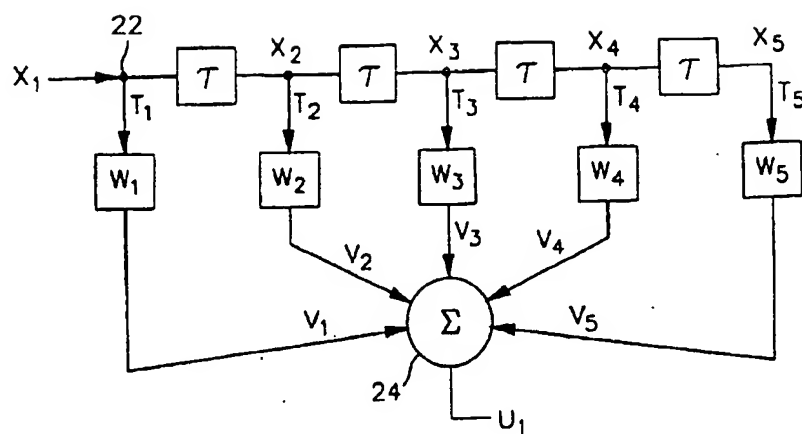 22
X₁ τ X₂ τ X₃ τ X₄ τ X₅
T₁ T₂ T₃ T₄ T₅
W₁ W₂ W₃ W₄ W₅
V₁ V₂ V₃ V₄ V₅
Σ
24
U₁